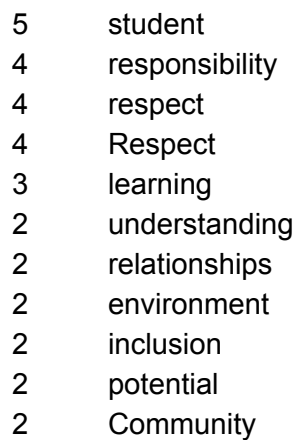 5 student
4 responsibility
4 respect
4 Respect
3 learning
2 understanding
2 relationships
2 environment
2 inclusion
2 potential
2 Community